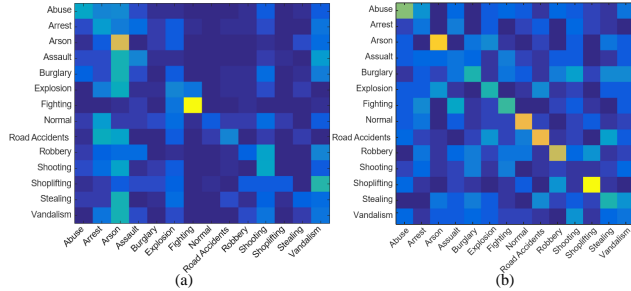 Abuse
Arrest
Arson
Assault
Burglary
Explosion
Fighting
Normal
Road Accidents
Robbery
Shooting
Shoplifting
Stealing
Vandalism
Abuse
Arrest
Arson
Assault
Burglary
Explosion
Fighting
Normal
Road Accidents
Robbery
Shooting
Shoplifting
Stealing
Vandalism
(a)
Abuse
Arrest
Arson
Assualt
Burglary
Explosion
Fighting
Normal
Road Accidents
Robbery
Shooting
Shoplifting
Stealing
Vandalism
Abuse
Arrest
Arson
Assualt
Burglary
Explosion
Fighting
Normal
Road Accidents
Robbery
Shooting
Shoplifting
Stealing
Vandalism
(b)